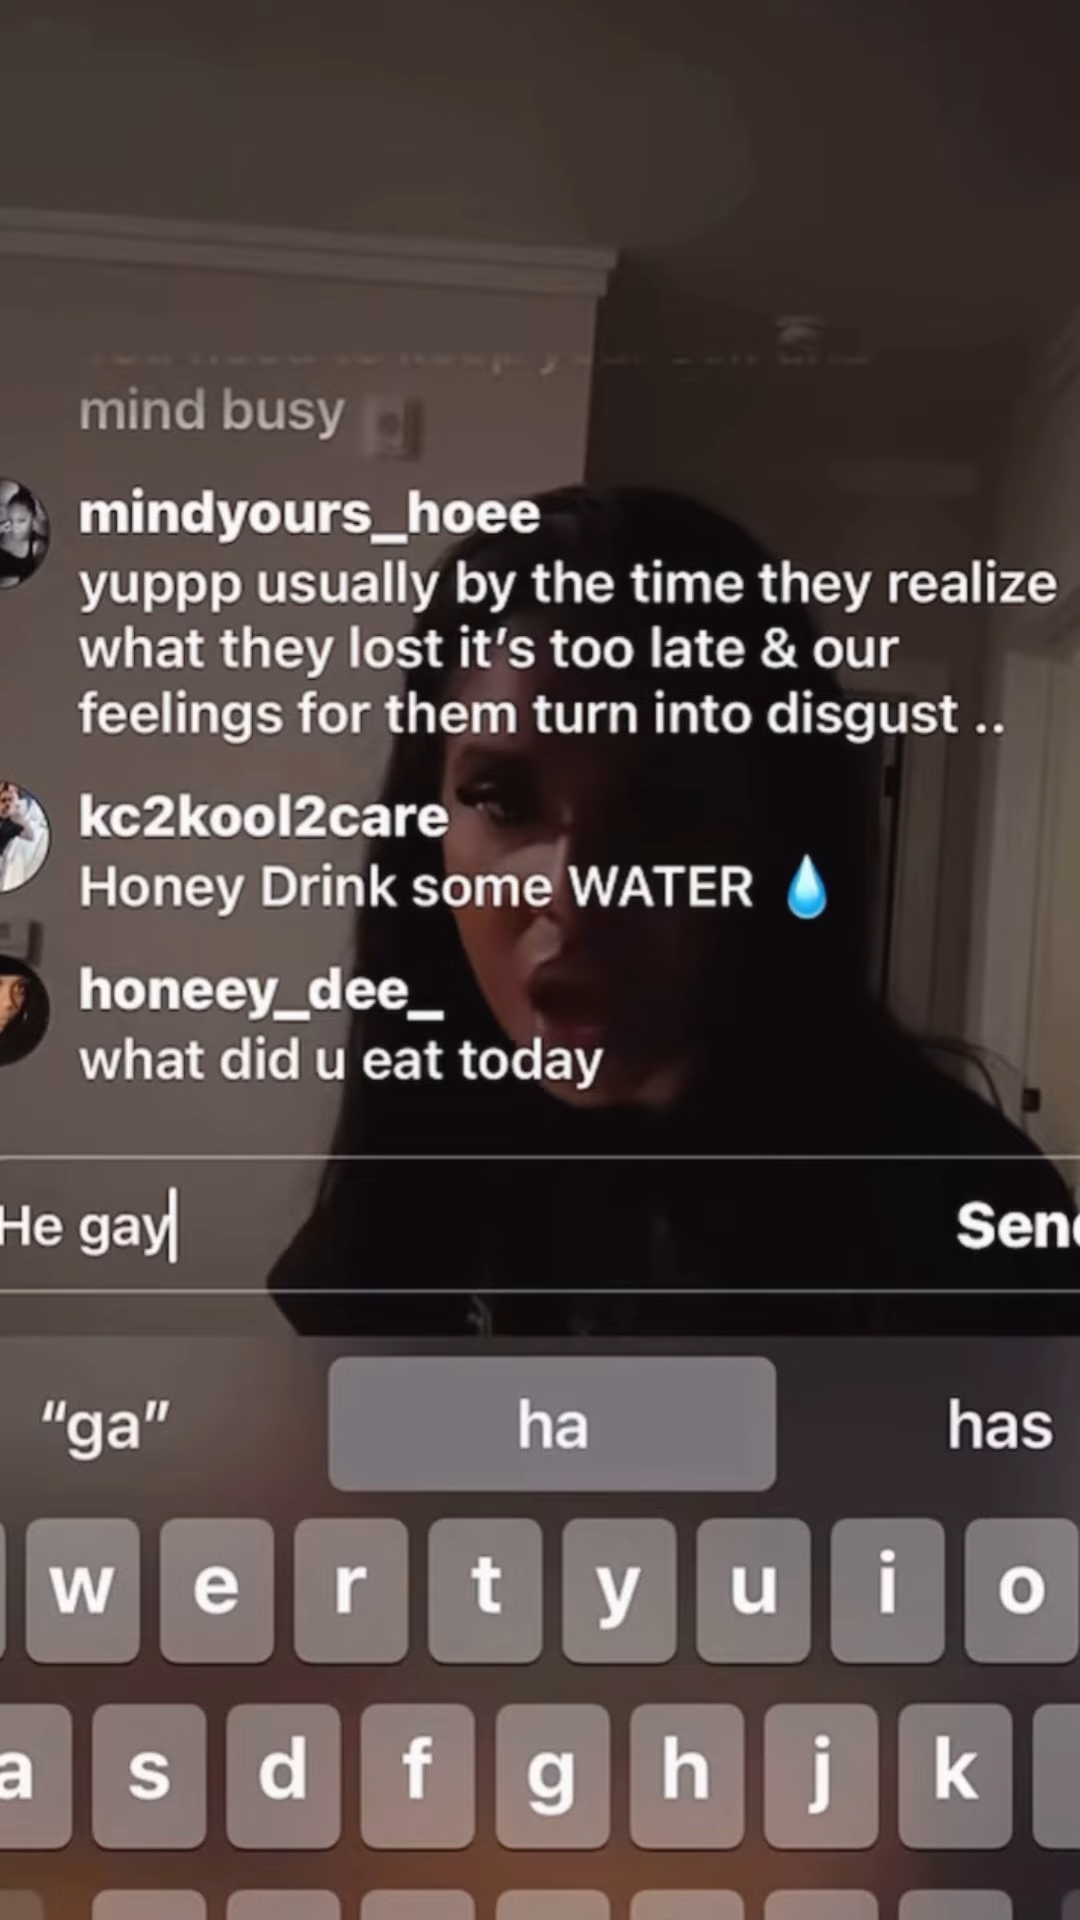 mind busy
mindyours_hoee
yuppp usually by the time they realize
what they lost it’s too late & our
feelings for them turn into disgust ..
kc2kool2care
Honey Drink some WATER 💧
honeey_dee_
what did u eat today
He gay
“ga” ha has
w e r t y u i o
a s d f g h j k